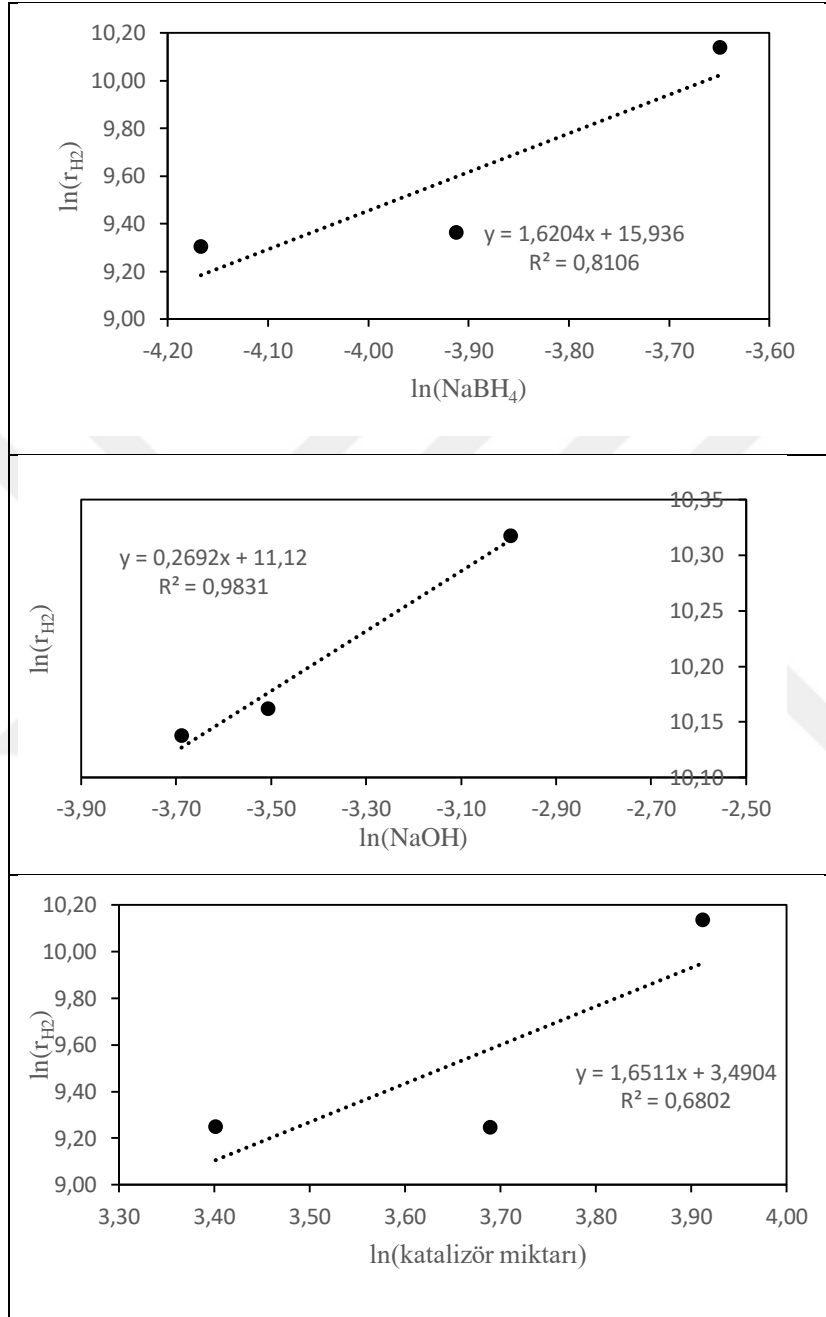 10,20
10,00
9,80
9,60
9,40
9,20
9,00
ln(rH2)
y = 1,6204x + 15,936
R² = 0,8106
-4,20 -4,10 -4,00 -3,90 -3,80 -3,70 -3,60
ln(NaBH4)
10,35
10,30
10,25
10,20
10,15
10,10
ln(rH2)
y = 0,2692x + 11,12
R² = 0,9831
-3,90 -3,70 -3,50 -3,30 -3,10 -2,90 -2,70 -2,50
ln(NaOH)
10,20
10,00
9,80
9,60
9,40
9,20
9,00
ln(rH2)
y = 1,6511x + 3,4904
R² = 0,6802
3,30 3,40 3,50 3,60 3,70 3,80 3,90 4,00
ln(katalizör miktarı)